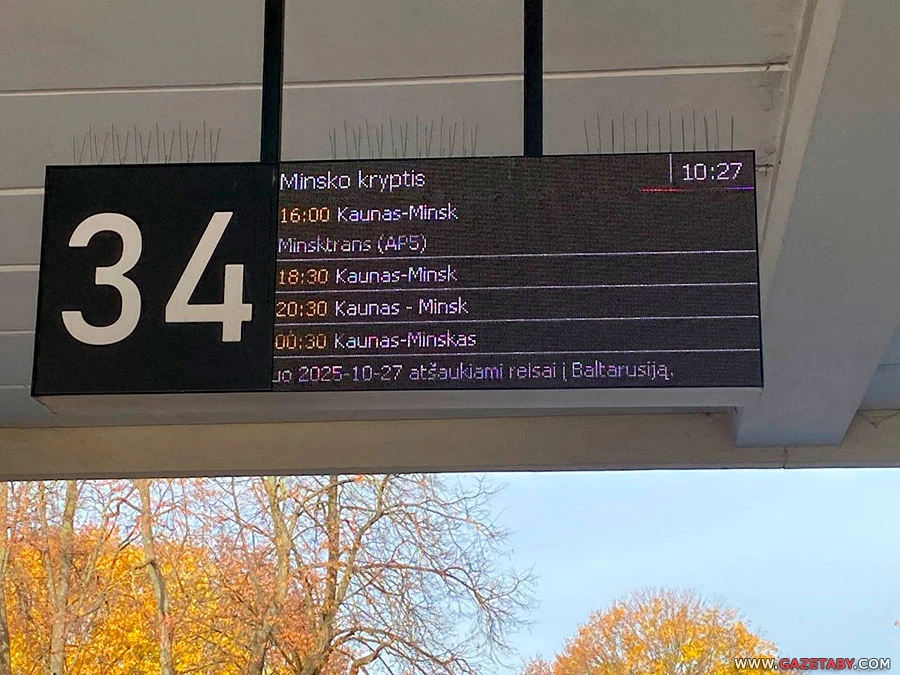 34
Minsko kryptis
10:27
16:00 Kaunas-Minsk
Minsktrans (AP5)
18:30 Kaunas-Minsk
20:30 Kaunas - Minsk
00:30 Kaunas-Minskas
uo 2025-10-27 atšaukiami reisai į Baltarusiją.
WWW.GAZETABY.COM